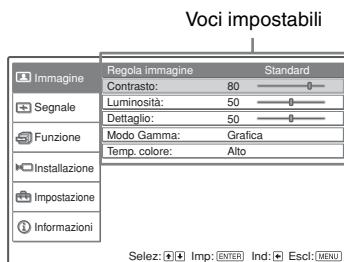 Voci impostabili
Immagine
Segnale
Funzione
Installazione
Impostazione
Informazioni
Regola immagine Standard
Contrasto: 80
Luminosità: 50
Dettaglio: 50
Modo Gamma: Grafica
Temp. colore: Alto
Selez: Imp: ENTER Ind: Escl: MENU